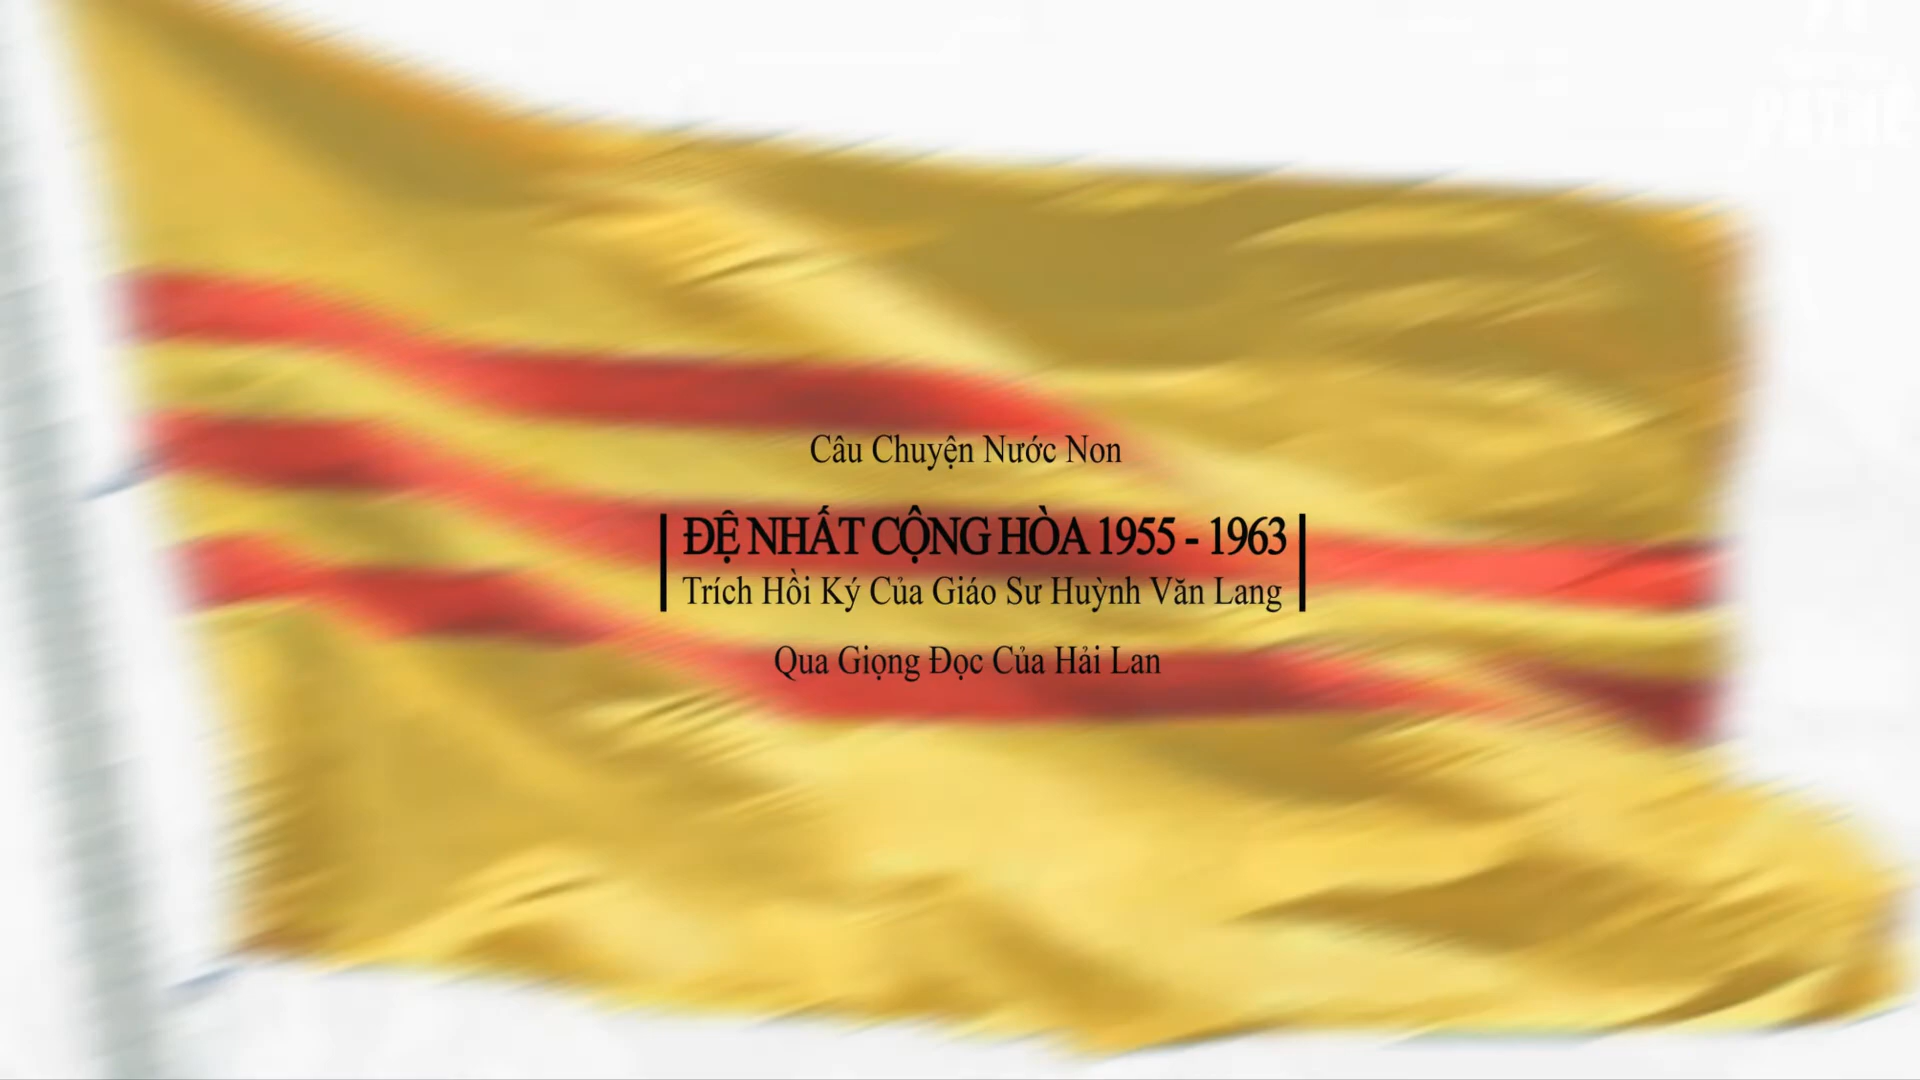 PATHÉ
Câu Chuyện Nước Non
ĐỆ NHẤT CỘNG HÒA 1955 - 1963
Trích Hồi Ký Của Giáo Sư Huỳnh Văn Lang
Qua Giọng Đọc Của Hải Lan